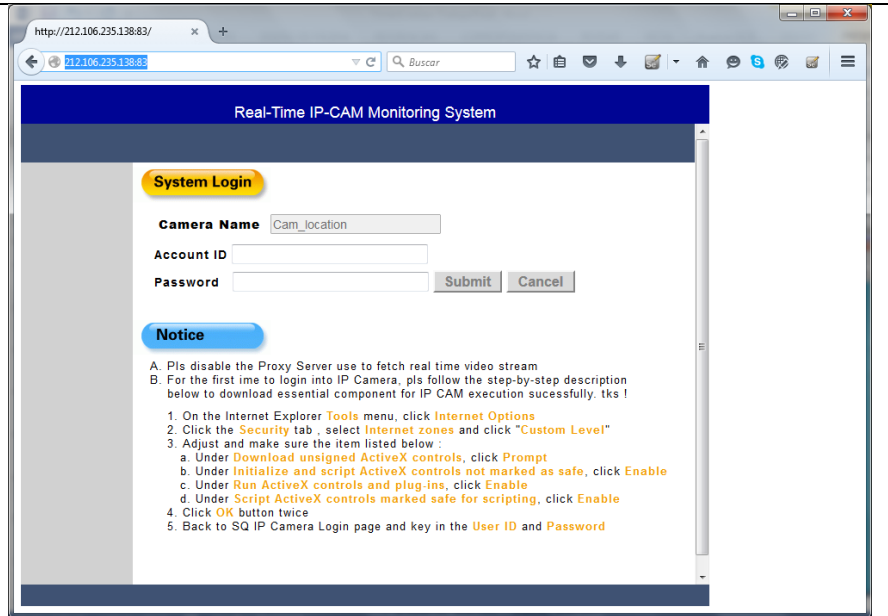 http://212.106.235.138:83/
212.106.235.138:83
Buscar
Real-Time IP-CAM Monitoring System
System Login
Camera Name Cam_location
Account ID
Password Submit Cancel
Notice
A. Pls disable the Proxy Server use to fetch real time video stream
B. For the first ime to login into IP Camera, pls follow the step-by-step description
below to download essential component for IP CAM execution sucessfully. tks !
1. On the Internet Explorer Tools menu, click Internet Options
2. Click the Security tab , select Internet zones and click "Custom Level"
3. Adjust and make sure the item listed below :
a. Under Download unsigned ActiveX controls, click Prompt
b. Under Initialize and script ActiveX controls not marked as safe, click Enable
c. Under Run ActiveX controls and plug-ins, click Enable
d. Under Script ActiveX controls marked safe for scripting, click Enable
4. Click OK button twice
5. Back to SQ IP Camera Login page and key in the User ID and Password